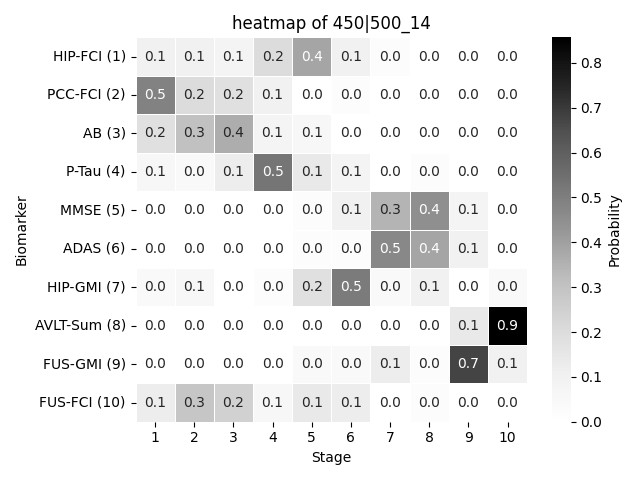 heatmap of 450|500_14
HIP-FCI (1) 0.1 0.1 0.1 0.2 0.4 0.1 0.0 0.0 0.0 0.0
PCC-FCI (2) 0.5 0.2 0.2 0.1 0.0 0.0 0.0 0.0 0.0 0.0
AB (3) 0.2 0.3 0.4 0.1 0.1 0.0 0.0 0.0 0.0 0.0
P-Tau (4) 0.1 0.0 0.1 0.5 0.1 0.1 0.0 0.0 0.0 0.0
MMSE (5) 0.0 0.0 0.0 0.0 0.0 0.1 0.3 0.4 0.1 0.0
ADAS (6) 0.0 0.0 0.0 0.0 0.0 0.0 0.5 0.4 0.1 0.0
HIP-GMI (7) 0.0 0.1 0.0 0.0 0.2 0.5 0.0 0.1 0.0 0.0
AVLT-Sum (8) 0.0 0.0 0.0 0.0 0.0 0.0 0.0 0.0 0.1 0.9
FUS-GMI (9) 0.0 0.0 0.0 0.0 0.0 0.0 0.1 0.0 0.7 0.1
FUS-FCI (10) 0.1 0.3 0.2 0.1 0.1 0.1 0.0 0.0 0.0 0.0
1 2 3 4 5 6 7 8 9 10
Stage
Biomarker
0.8
0.7
0.6
0.5
0.4
0.3
0.2
0.1
0.0
Probability